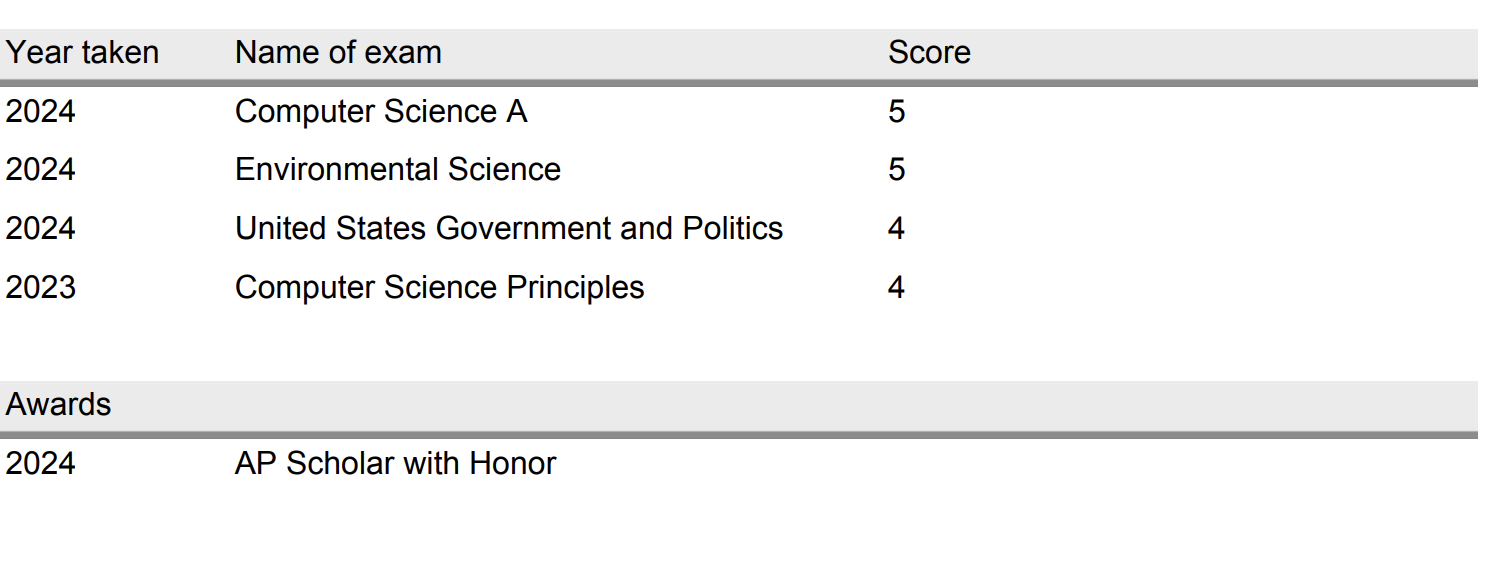 Year taken Name of exam Score
2024 Computer Science A 5
2024 Environmental Science 5
2024 United States Government and Politics 4
2023 Computer Science Principles 4
Awards
2024 AP Scholar with Honor